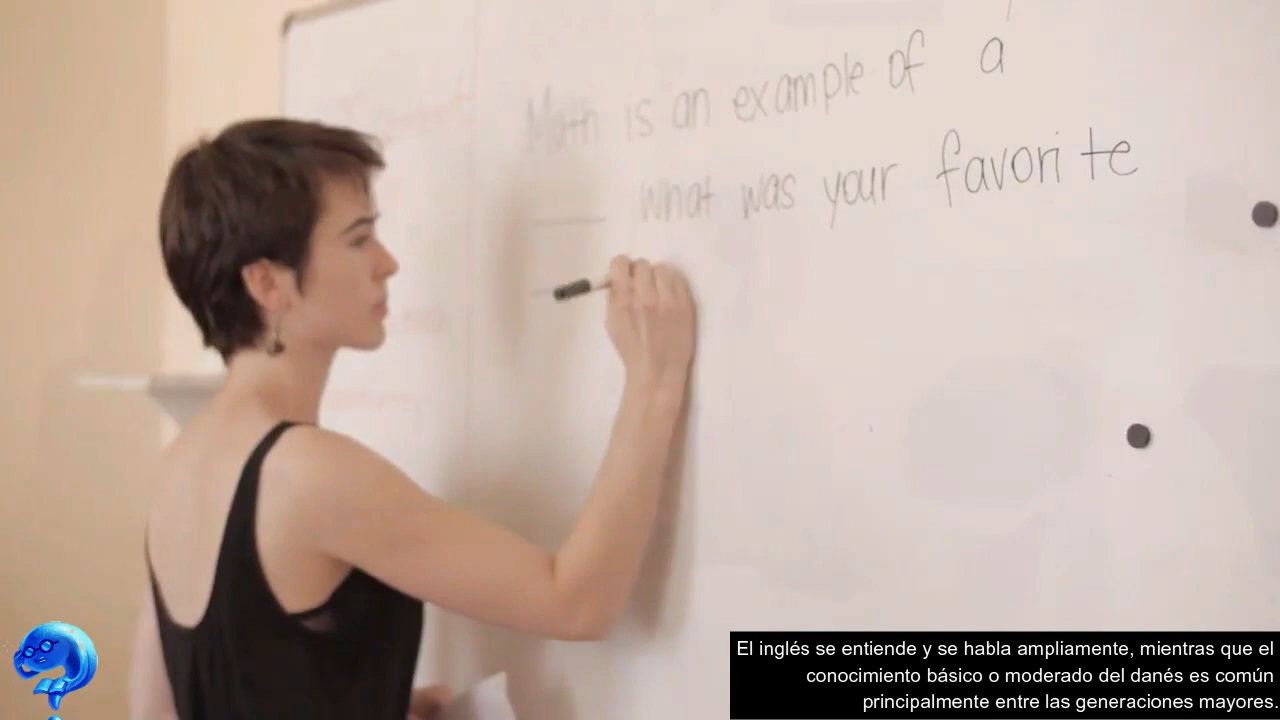 Math is an example of a
What was your favorite
El inglés se entiende y se habla ampliamente, mientras que el
conocimiento básico o moderado del danés es común
principalmente entre las generaciones mayores.